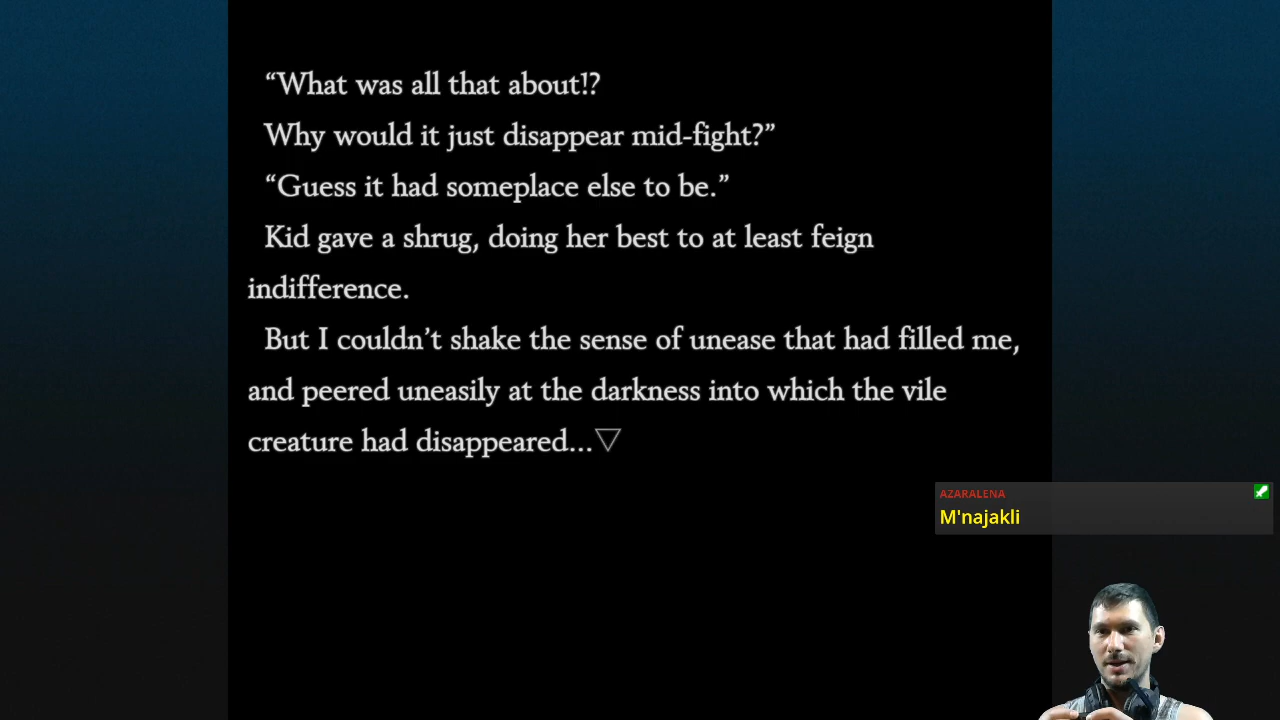 “What was all that about!?
Why would it just disappear mid-fight?”
“Guess it had someplace else to be.”
Kid gave a shrug, doing her best to at least feign
indifference.
But I couldn’t shake the sense of unease that had filled me,
and peered uneasily at the darkness into which the vile
creature had disappeared...▽
AZARALENA
M'najakli